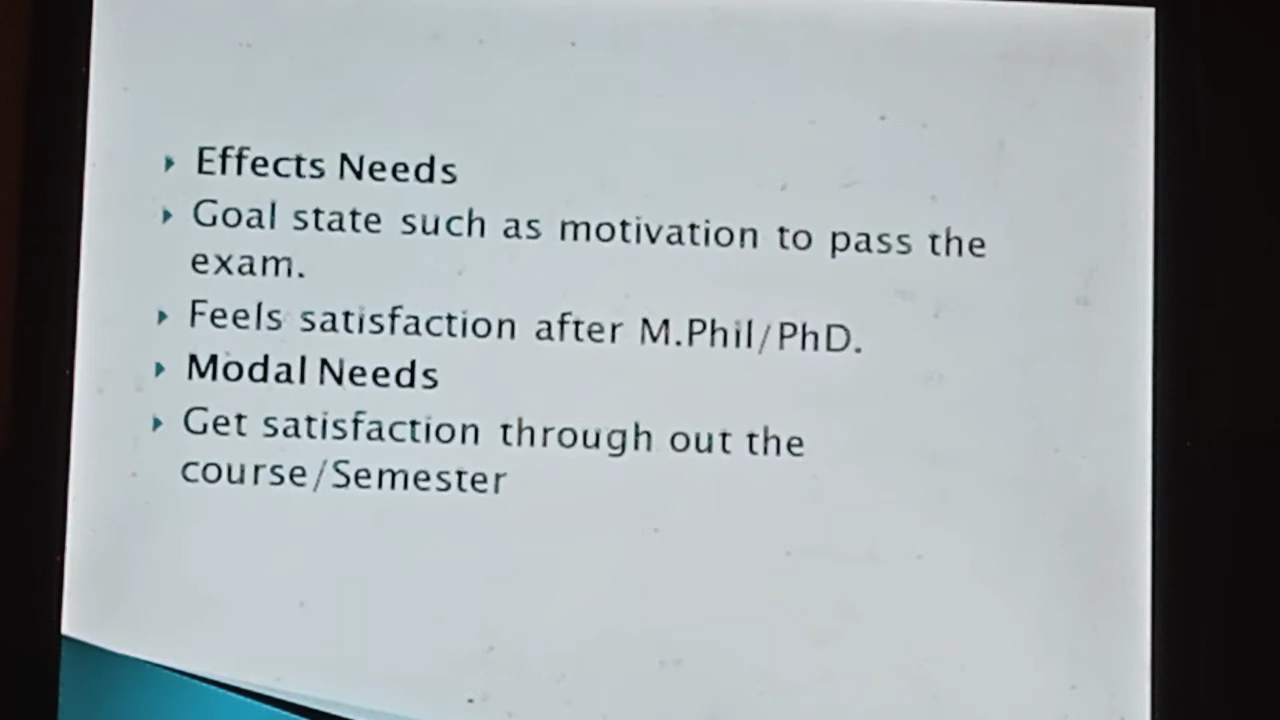 Effects Needs
Goal state such as motivation to pass the
exam.
Feels satisfaction after M.Phil/PhD.
Modal Needs
Get satisfaction through out the
course/Semester